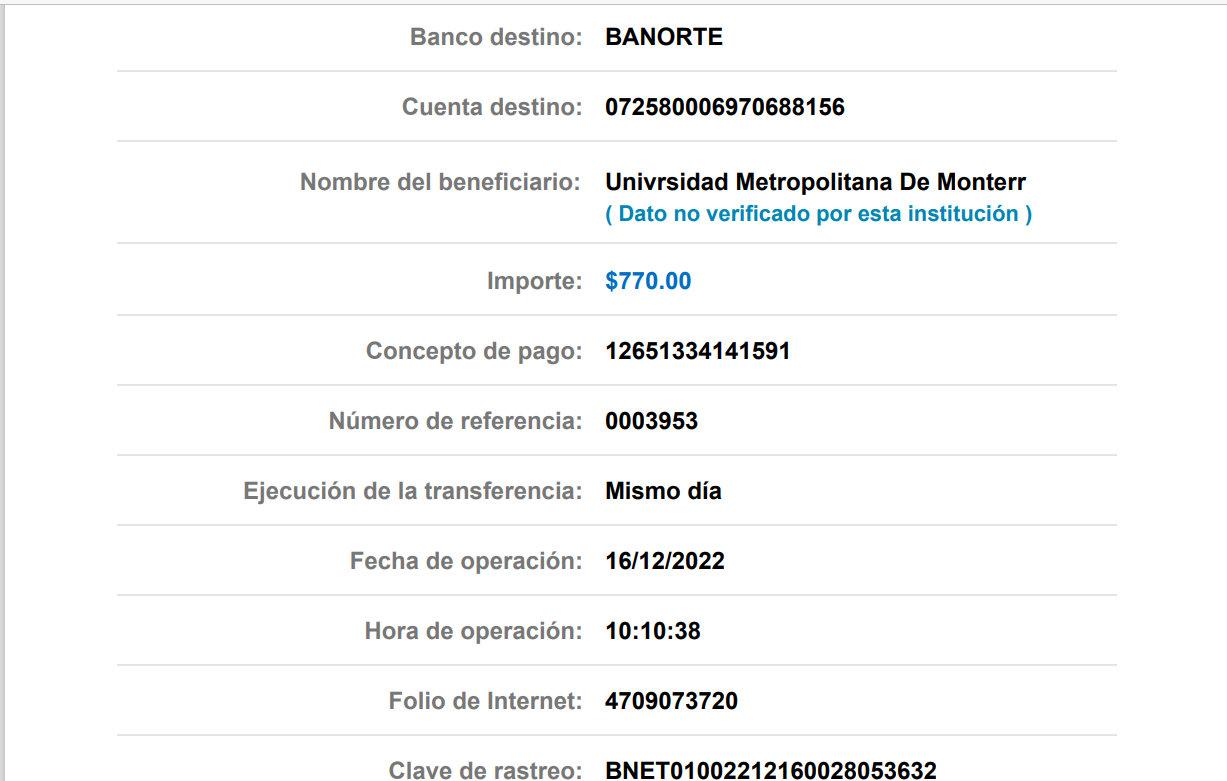 Banco destino: BANORTE
Cuenta destino: 072580006970688156
Nombre del beneficiario: Univrsidad Metropolitana De Monterr
( Dato no verificado por esta institución )
Importe: $770.00
Concepto de pago: 12651334141591
Número de referencia: 0003953
Ejecución de la transferencia: Mismo día
Fecha de operación: 16/12/2022
Hora de operación: 10:10:38
Folio de Internet: 4709073720
Clave de rastreo: BNET01002212160028053632